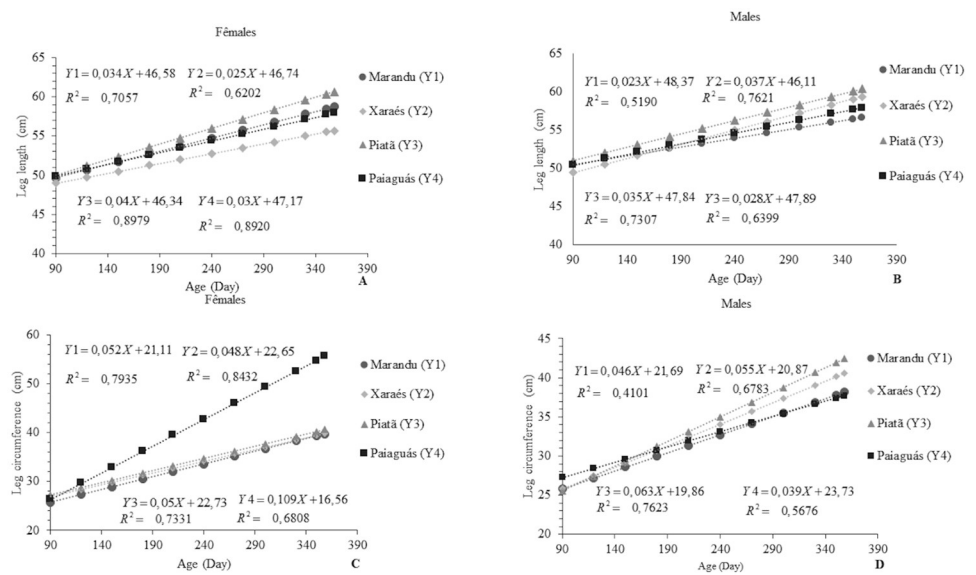 A
Fêmales
Y1=0,034X+46,58 Y2=0,025X+46,74
R²= 0,7057 R²= 0,6202
Y3=0,04X+46,34 Y4=0,03X+47,17
R²= 0,8979 R²= 0,8920
Leg length (cm)
65
60
55
50
45
40
90 140 190 240 290 340 390
Age (Day)
A
Marandu (Y1)
Xaraés (Y2)
Piatã (Y3)
Paiaguás (Y4)
B
Males
Y1=0,023X+48,37 Y2=0,037X+46,11
R²= 0,5190 R²= 0,7621
Y3=0,035X+47,84 Y3=0,028X+47,89
R²= 0,7307 R²= 0,6399
Leg length (cm)
65
60
55
50
45
40
90 140 190 240 290 340 390
Age (Day)
B
Marandu (Y1)
Xaraés (Y2)
Piatã (Y3)
Paiaguás (Y4)
Fêmales
Y1=0,052X+21,11 Y2=0,048X+22,65
R²= 0,7935 R²= 0,8432
Y3=0,05X+22,73 Y4=0,109X+16,56
R²= 0,7331 R²= 0,6808
Leg circumference (cm)
60
50
40
30
20
90 140 190 240 290 340 390
Age (Day)
C
Marandu (Y1)
Xaraés (Y2)
Piatã (Y3)
Paiaguás (Y4)
Males
Y1=0,046X+21,69 Y2=0,055X+20,87
R²= 0,4101 R²= 0,6783
Y3=0,063X+19,86 Y4=0,039X+23,73
R²= 0,7623 R²= 0,5676
Leg circumference (cm)
45
40
35
30
25
20
90 140 190 240 290 340 390
Age (Day)
D
Marandu (Y1)
Xaraés (Y2)
Piatã (Y3)
Paiaguás (Y4)